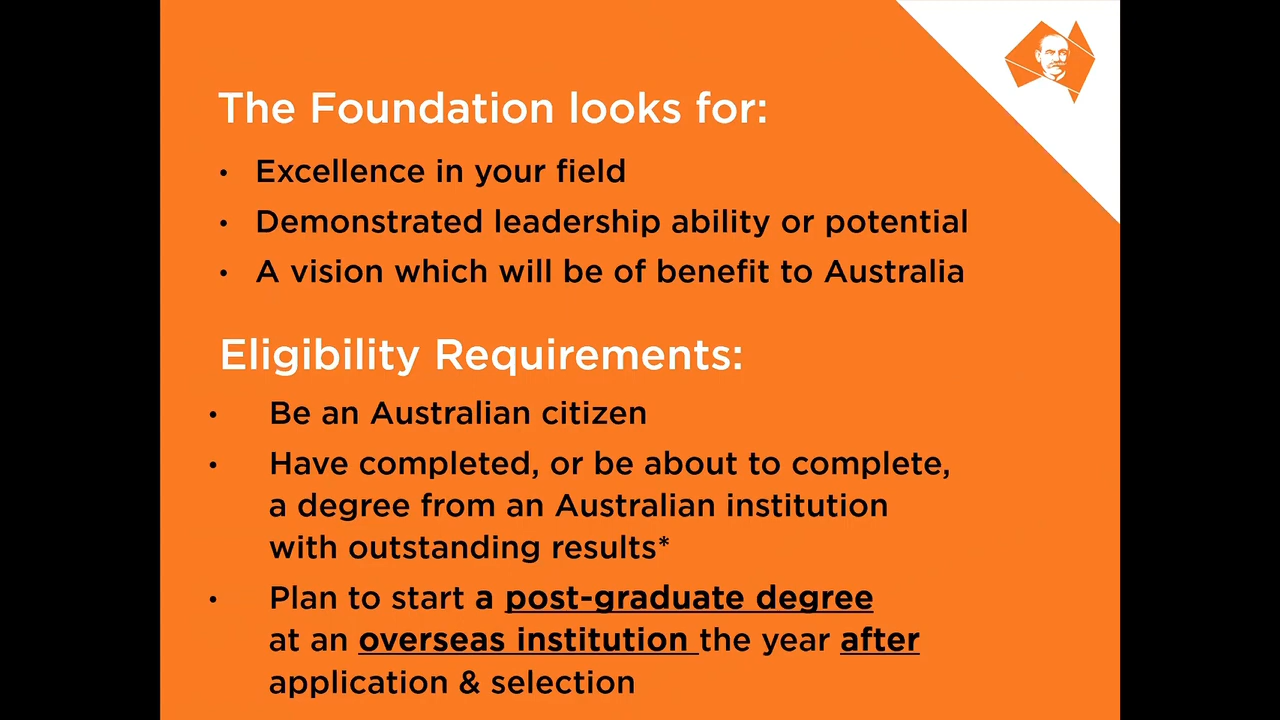 The Foundation looks for:
• Excellence in your field
• Demonstrated leadership ability or potential
• A vision which will be of benefit to Australia
Eligibility Requirements:
• Be an Australian citizen
• Have completed, or be about to complete,
a degree from an Australian institution
with outstanding results*
• Plan to start a post-graduate degree
at an overseas institution the year after
application & selection